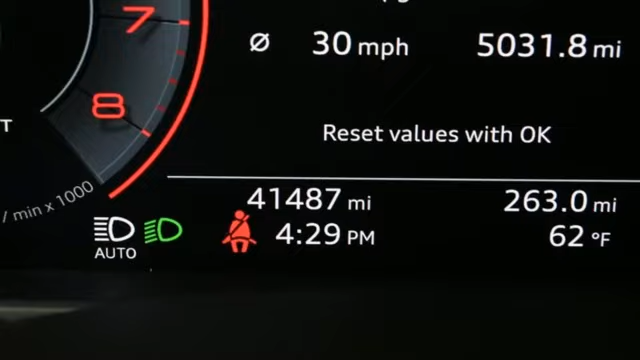 7
ø 30 mph 5031.8 mi
8
Reset values with OK
/ min x 1000
41487 mi 263.0 mi
4:29 PM 62 °F
AUTO